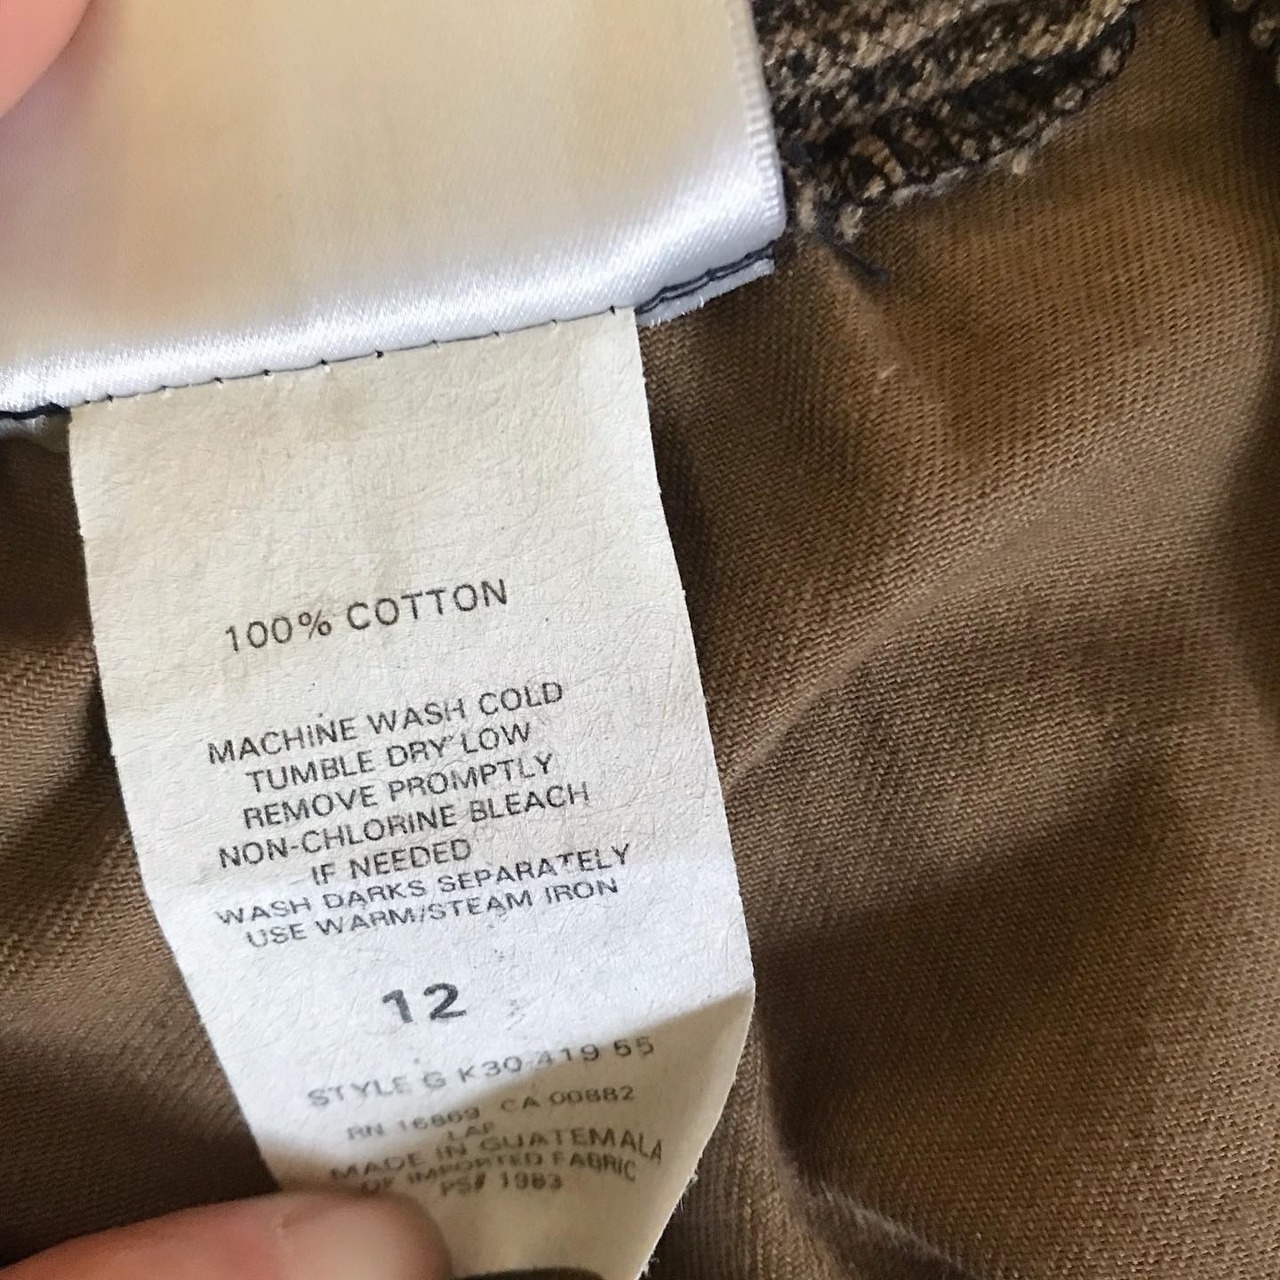 100% COTTON
MACHINE WASH COLD
TUMBLE DRY LOW
REMOVE PROMPTLY
NON-CHLORINE BLEACH
IF NEEDED
WASH DARKS SEPARATELY
USE WARM/STEAM IRON
12
STYLE G K30 419 55
RN 16869 CA 00882
LAF
MADE IN GUATEMALA
OF IMPORTED FABRIC
PS# 1983